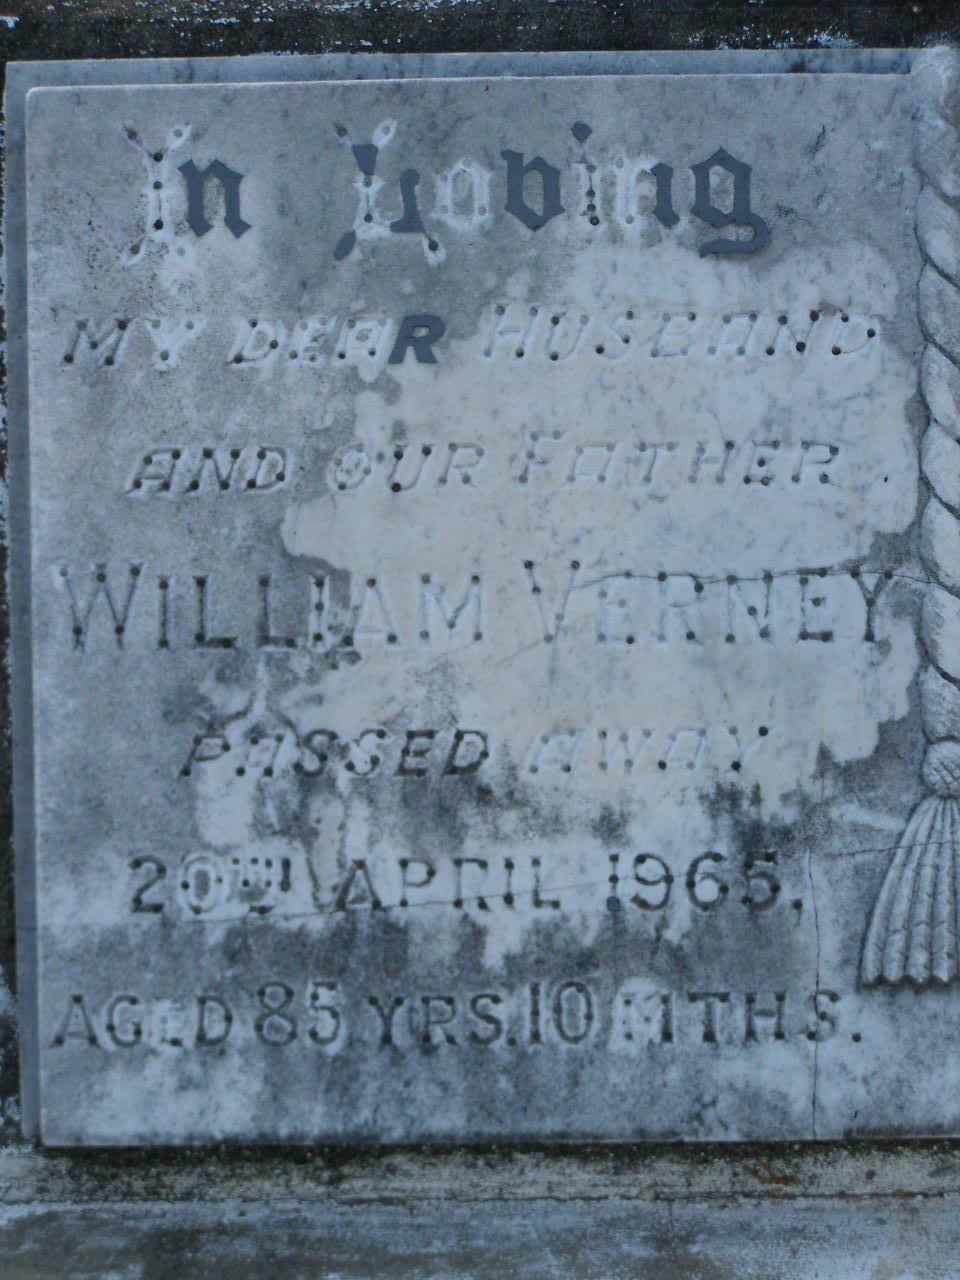 In Loving
MY DEAR HUSBAND
AND OUR FATHER
WILLIAM VERNEY
PASSED AWAY
20TH APRIL 1965.
AGED 85 YRS. 10 MTHS.